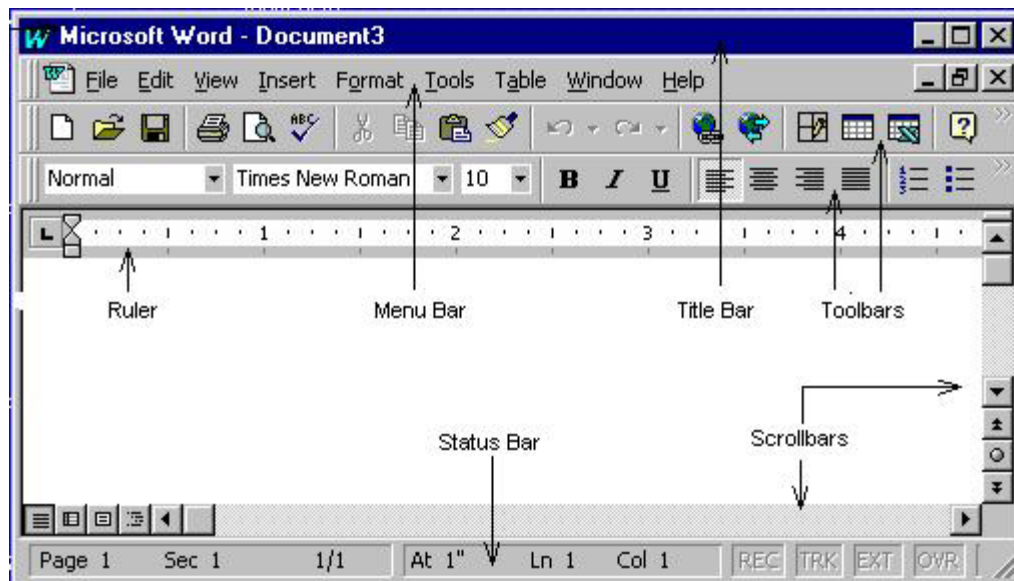 Microsoft Word - Document3
File Edit View Insert Format Tools Table Window Help
ABC
Normal Times New Roman 10 B I U
1 2 3 4
Ruler Menu Bar Title Bar Toolbars
Status Bar Scrollbars
Page 1 Sec 1 1/1 At 1" Ln 1 Col 1 REC TRK EXT OVR